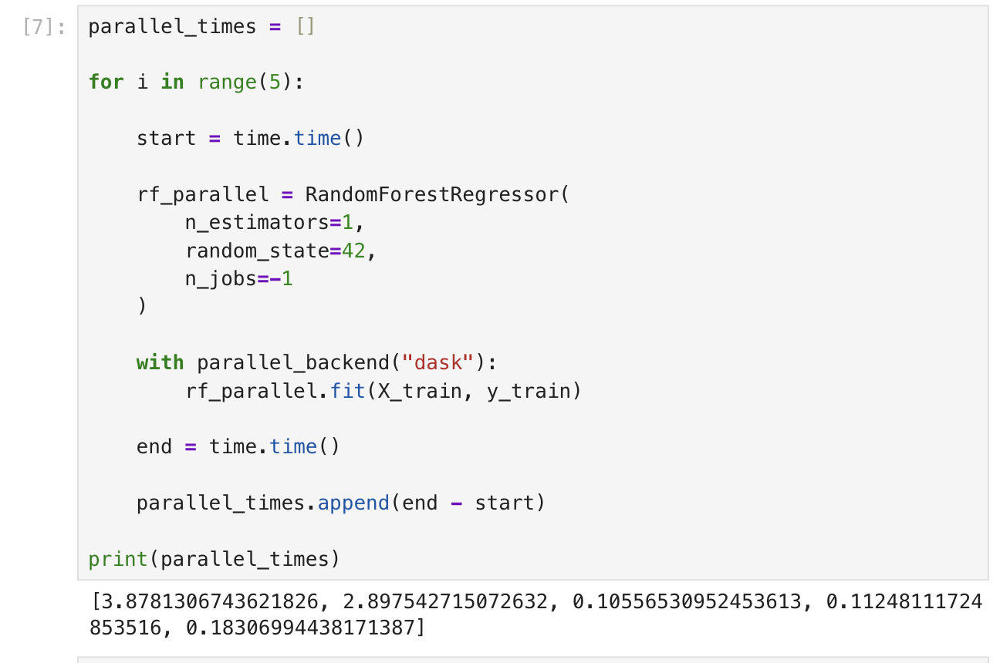 [7]:
parallel_times = []
for i in range(5):
    start = time.time()
    rf_parallel = RandomForestRegressor(
        n_estimators=1,
        random_state=42,
        n_jobs=-1
    )
    with parallel_backend("dask"):
        rf_parallel.fit(X_train, y_train)
    end = time.time()
    parallel_times.append(end - start)
print(parallel_times)
[3.8781306743621826, 2.897542715072632, 0.10556530952453613, 0.11248111724
853516, 0.18306994438171387]